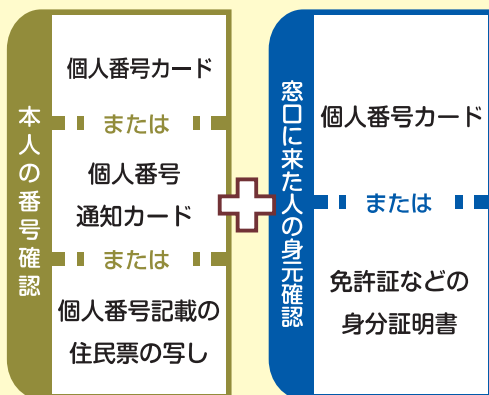 本人の番号確認
個人番号カード
または
個人番号
通知カード
または
個人番号記載の
住民票の写し
窓口に来た人の身元確認
個人番号カード
または
免許証などの
身分証明書